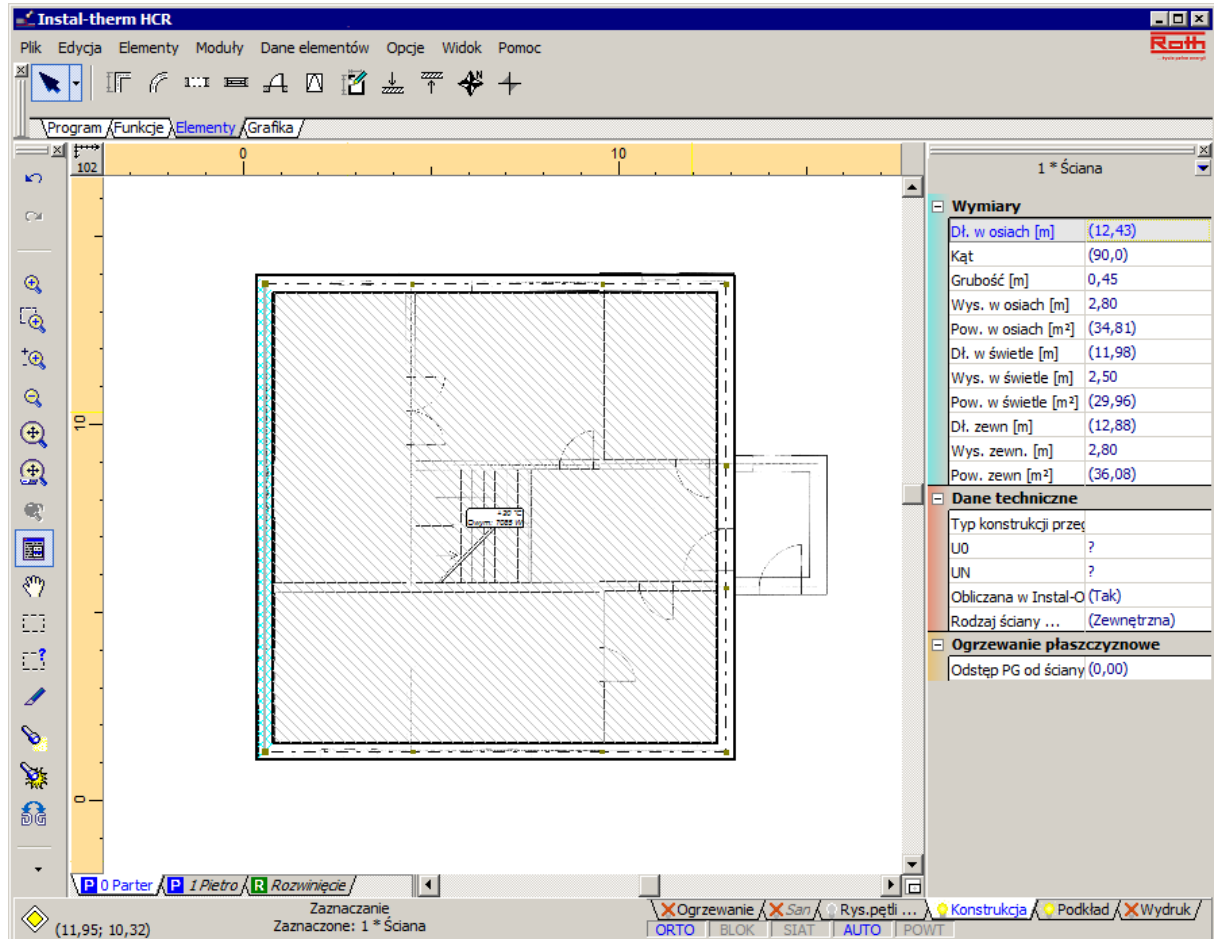 Instal-therm HCR
Plik Edycja Elementy Moduły Dane elementów Opcje Widok Pomoc
Roth
N
Program Funkcje Elementy Grafika
102
0 10
1 * Ściana
Wymiary
Dł. w osiach [m] (12,43)
Kąt (90,0)
Grubość [m] 0,45
Wys. w osiach [m] 2,80
Pow. w osiach [m²] (34,81)
Dł. w świetle [m] (11,98)
Wys. w świetle [m] 2,50
Pow. w świetle [m²] (29,96)
Dł. zewn [m] (12,88)
Wys. zewn. [m] 2,80
Pow. zewn [m²] (36,08)
Dane techniczne
Typ konstrukcji przeg
U0 ?
UN ?
Obliczana w Instal-O (Tak)
Rodzaj ściany ... (Zewnętrzna)
Ogrzewanie płaszczyznowe
Odstęp PG od ściany (0,00)
10
0
+20 °C
Qwym: 7085 W
P 0 Parter P 1 Pietro R Rozwinięcie
Ogrzewanie San Rys.pętli ... Konstrukcja Podkład Wydruk
Zaznaczanie
(11,95; 10,32) Zaznaczone: 1 * Ściana
ORTO BLOK SIAT AUTO POWT